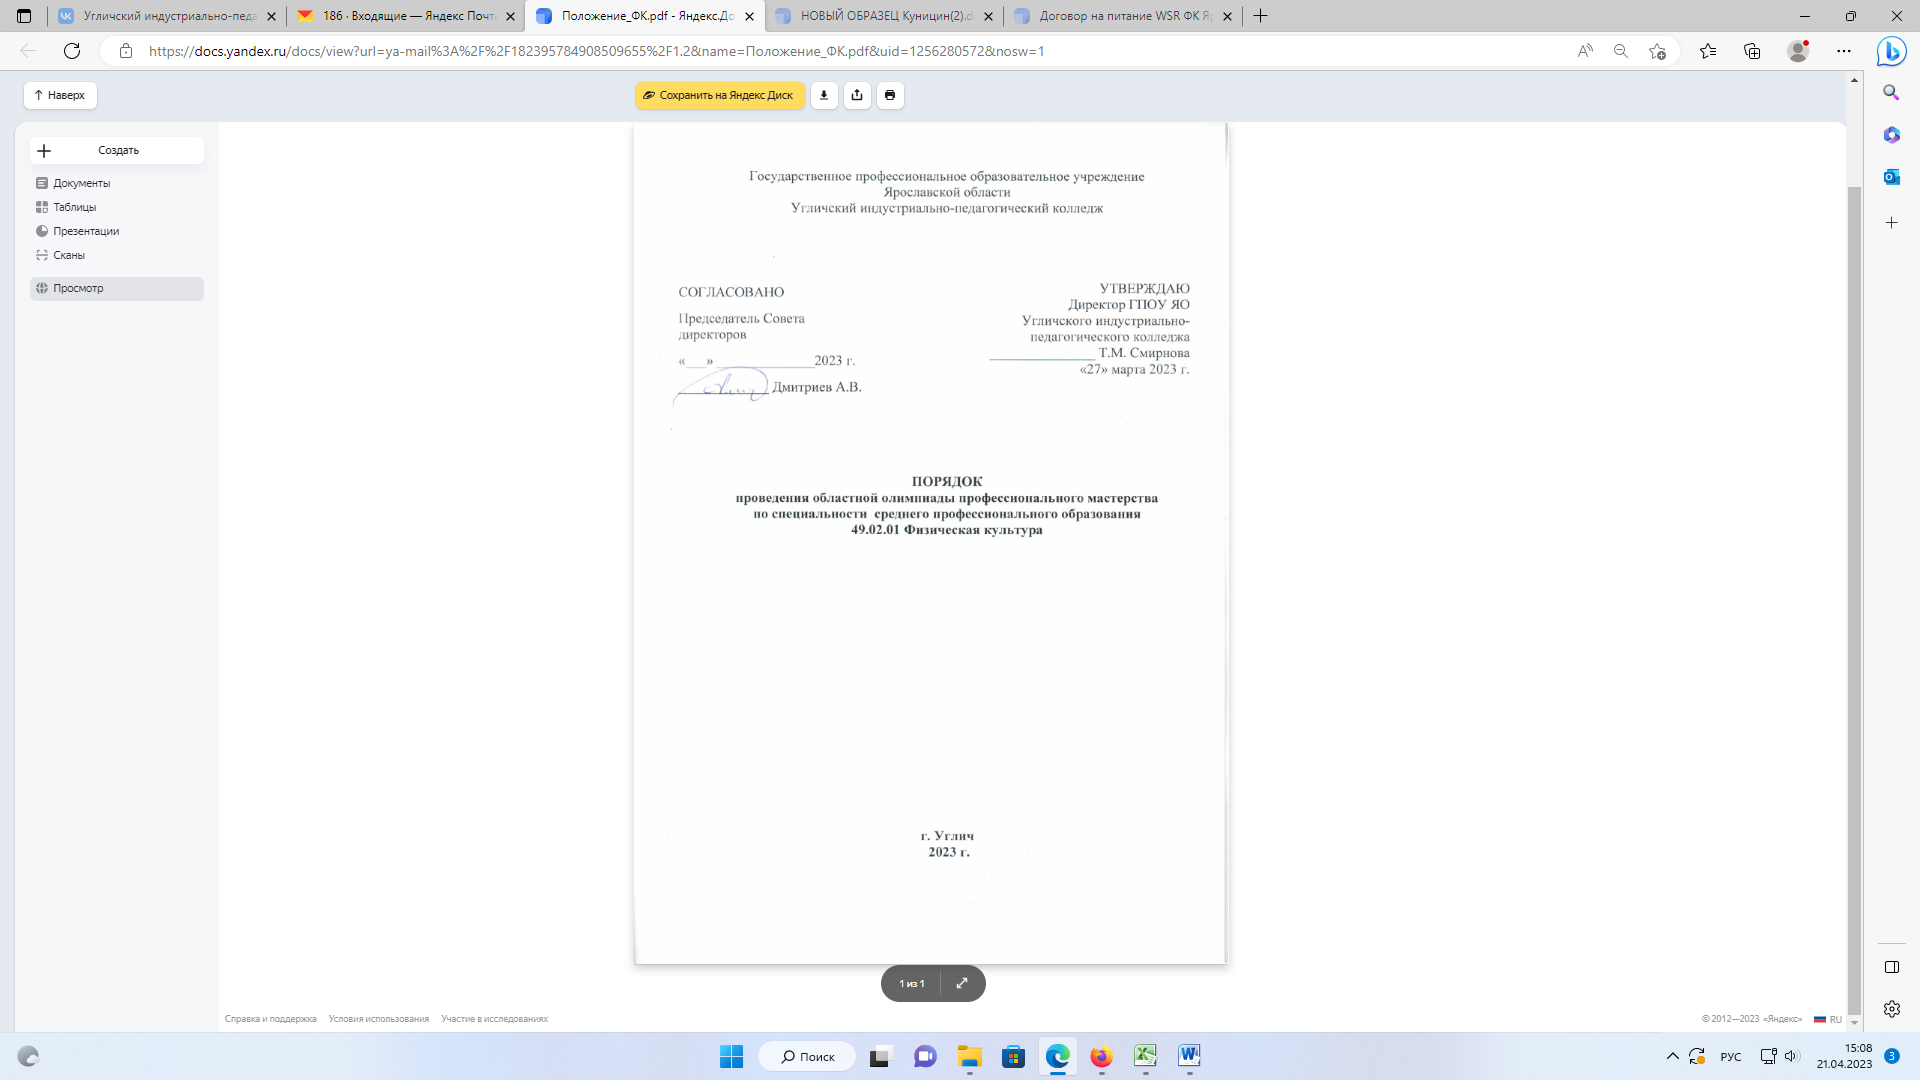 Угличский индустриально-педа
186 · Входящие — Яндекс Почт
Положение_ФК.pdf - Яндекс.До
НОВЫЙ ОБРАЗЕЦ Куницин(2).d
Договор на питание WSR ФК Яр
https://docs.yandex.ru/docs/view?url=ya-mail%3A%2F%2F182395784908509655%2F1.2&name=Положение_ФК.pdf&uid=1256280572&nosw=1
Наверх
Сохранить на Яндекс Диск
Создать
Документы
Таблицы
Презентации
Сканы
Просмотр
Государственное профессиональное образовательное учреждение
Ярославской области
Угличский индустриально-педагогический колледж
СОГЛАСОВАНО
Председатель Совета
директоров
«___» ______________2023 г.
_____________ Дмитриев А.В.
УТВЕРЖДАЮ
Директор ГПОУ ЯО
Угличского индустриально-
педагогического колледжа
_______________ Т.М. Смирнова
«27» марта 2023 г.
ПОРЯДОК
проведения областной олимпиады профессионального мастерства
по специальности среднего профессионального образования
49.02.01 Физическая культура
г. Углич
2023 г.
1 из 1
Справка и поддержка Условия использования Участие в исследованиях
© 2012—2023 «Яндекс» RU
Поиск
РУС
15:08
21.04.2023
3